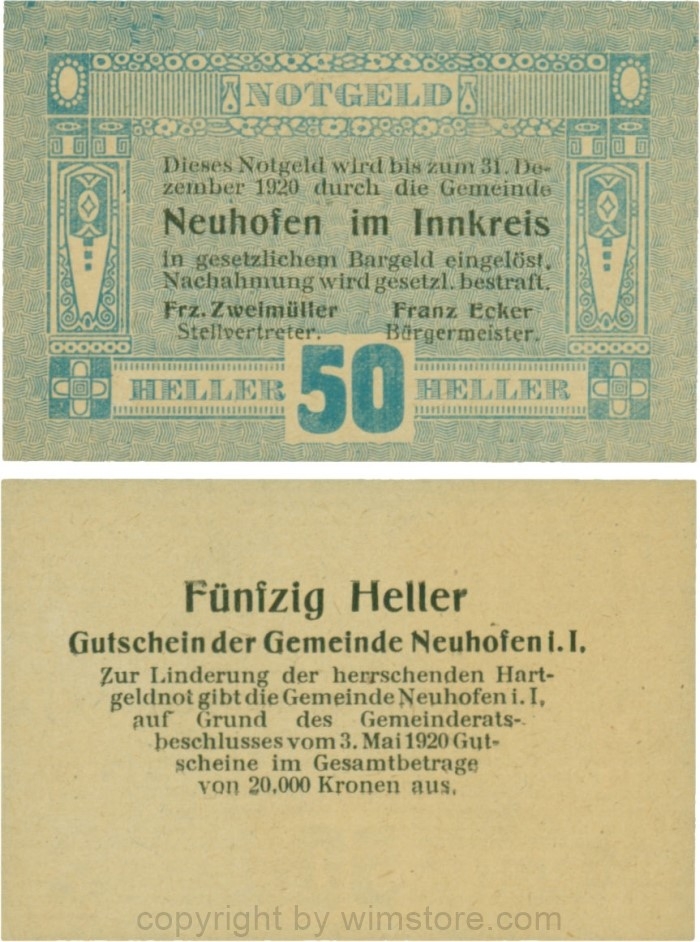 NOTGELD
Dieses Notgeld wird bis zum 31. De-
zember 1920 durch die Gemeinde
Neuhofen im Innkreis
in gesetzlichem Bargeld eingelöst.
Nachahmung wird gesetzl. bestraft.
Frz. Zweimüller Franz Ecker
Stellvertreter. Bürgermeister.
HELLER 50 HELLER
Fünfzig Heller
Gutschein der Gemeinde Neuhofen i. I.
Zur Linderung der herrschenden Hart-
geldnot gibt die Gemeinde Neuhofen i. I.
auf Grund des Gemeinderats-
beschlusses vom 3. Mai 1920 Gut-
scheine im Gesamtbetrage
von 20.000 Kronen aus.
copyright by wimstore.com